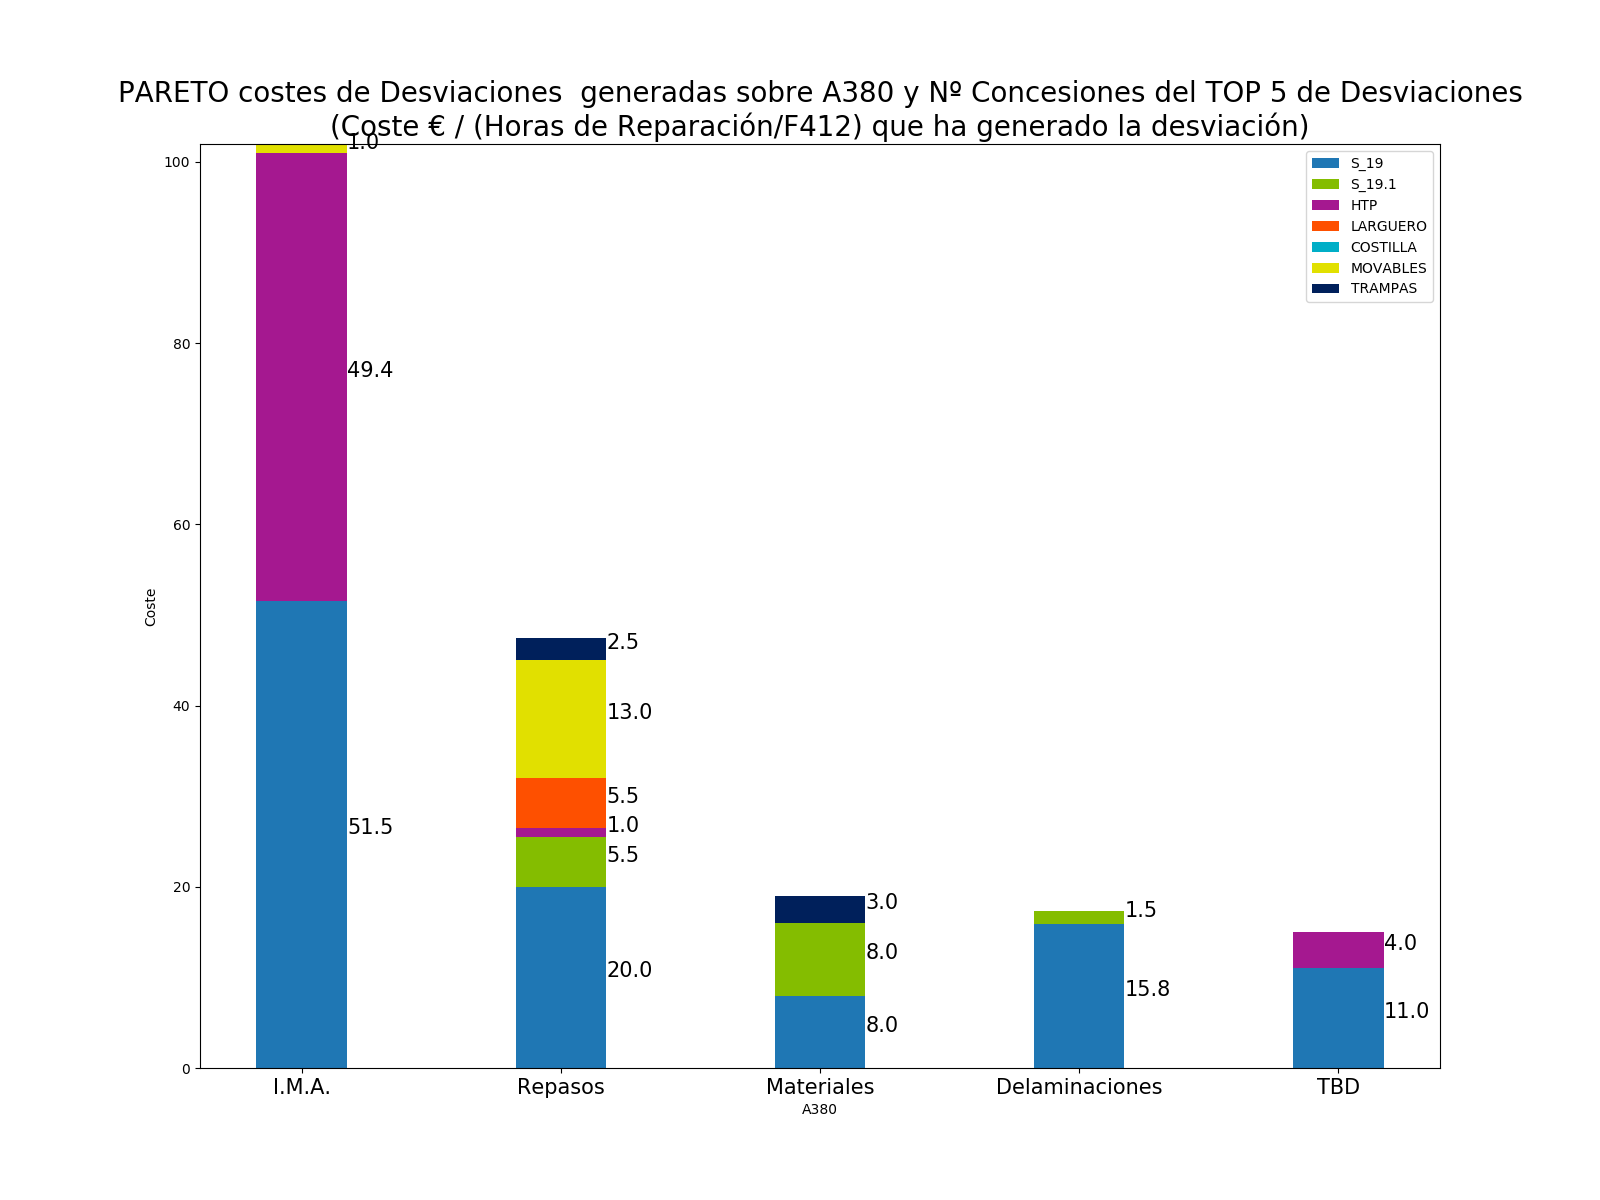 PARETO costes de Desviaciones  generadas sobre A380 y Nº Concesiones del TOP 5 de Desviaciones
(Coste € / (Horas de Reparación/F412) que ha generado la desviación)
S_19
S_19.1
HTP
LARGUERO
COSTILLA
MOVABLES
TRAMPAS
100
80
60
40
20
0
Coste
1.0
49.4
51.5
2.5
13.0
5.5
1.0
5.5
20.0
3.0
8.0
8.0
1.5
15.8
4.0
11.0
I.M.A.
Repasos
Materiales
Delaminaciones
TBD
A380